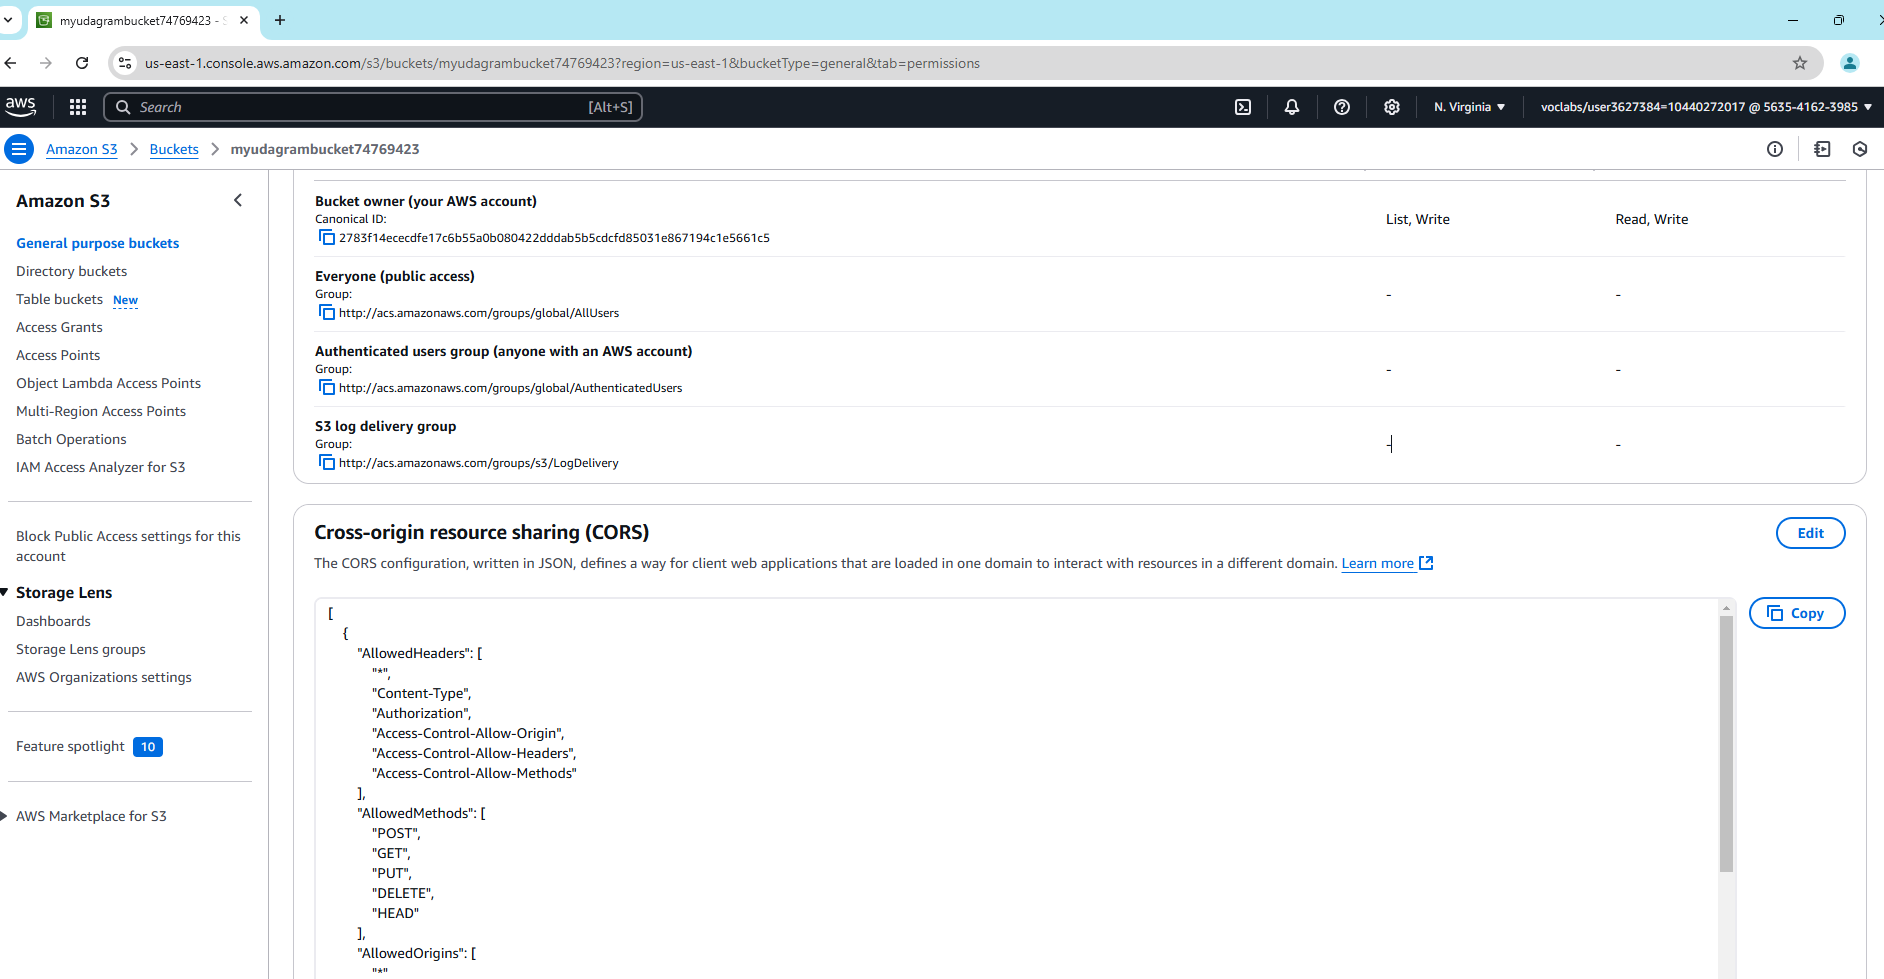 myudagrambucket74769423 - S
us-east-1.console.aws.amazon.com/s3/buckets/myudagrambucket74769423?region=us-east-1&bucketType=general&tab=permissions
aws
Search [Alt+S]
N. Virginia
voclabs/user3627384=10440272017 @ 5635-4162-3985
Amazon S3 > Buckets > myudagrambucket74769423
Amazon S3
General purpose buckets
Directory buckets
Table buckets New
Access Grants
Access Points
Object Lambda Access Points
Multi-Region Access Points
Batch Operations
IAM Access Analyzer for S3
Block Public Access settings for this
account
Storage Lens
Dashboards
Storage Lens groups
AWS Organizations settings
Feature spotlight 10
AWS Marketplace for S3
Bucket owner (your AWS account)
Canonical ID:
2783f14ececdfe17c6b55a0b080422dddab5b5cdcfd85031e867194c1e5661c5
List, Write
Read, Write
Everyone (public access)
Group:
http://acs.amazonaws.com/groups/global/AllUsers
-
-
Authenticated users group (anyone with an AWS account)
Group:
http://acs.amazonaws.com/groups/global/AuthenticatedUsers
-
-
S3 log delivery group
Group:
http://acs.amazonaws.com/groups/s3/LogDelivery
-
-
Cross-origin resource sharing (CORS)
Edit
The CORS configuration, written in JSON, defines a way for client web applications that are loaded in one domain to interact with resources in a different domain. Learn more
Copy
[
{
"AllowedHeaders": [
"*",
"Content-Type",
"Authorization",
"Access-Control-Allow-Origin",
"Access-Control-Allow-Headers",
"Access-Control-Allow-Methods"
],
"AllowedMethods": [
"POST",
"GET",
"PUT",
"DELETE",
"HEAD"
],
"AllowedOrigins": [
"*"